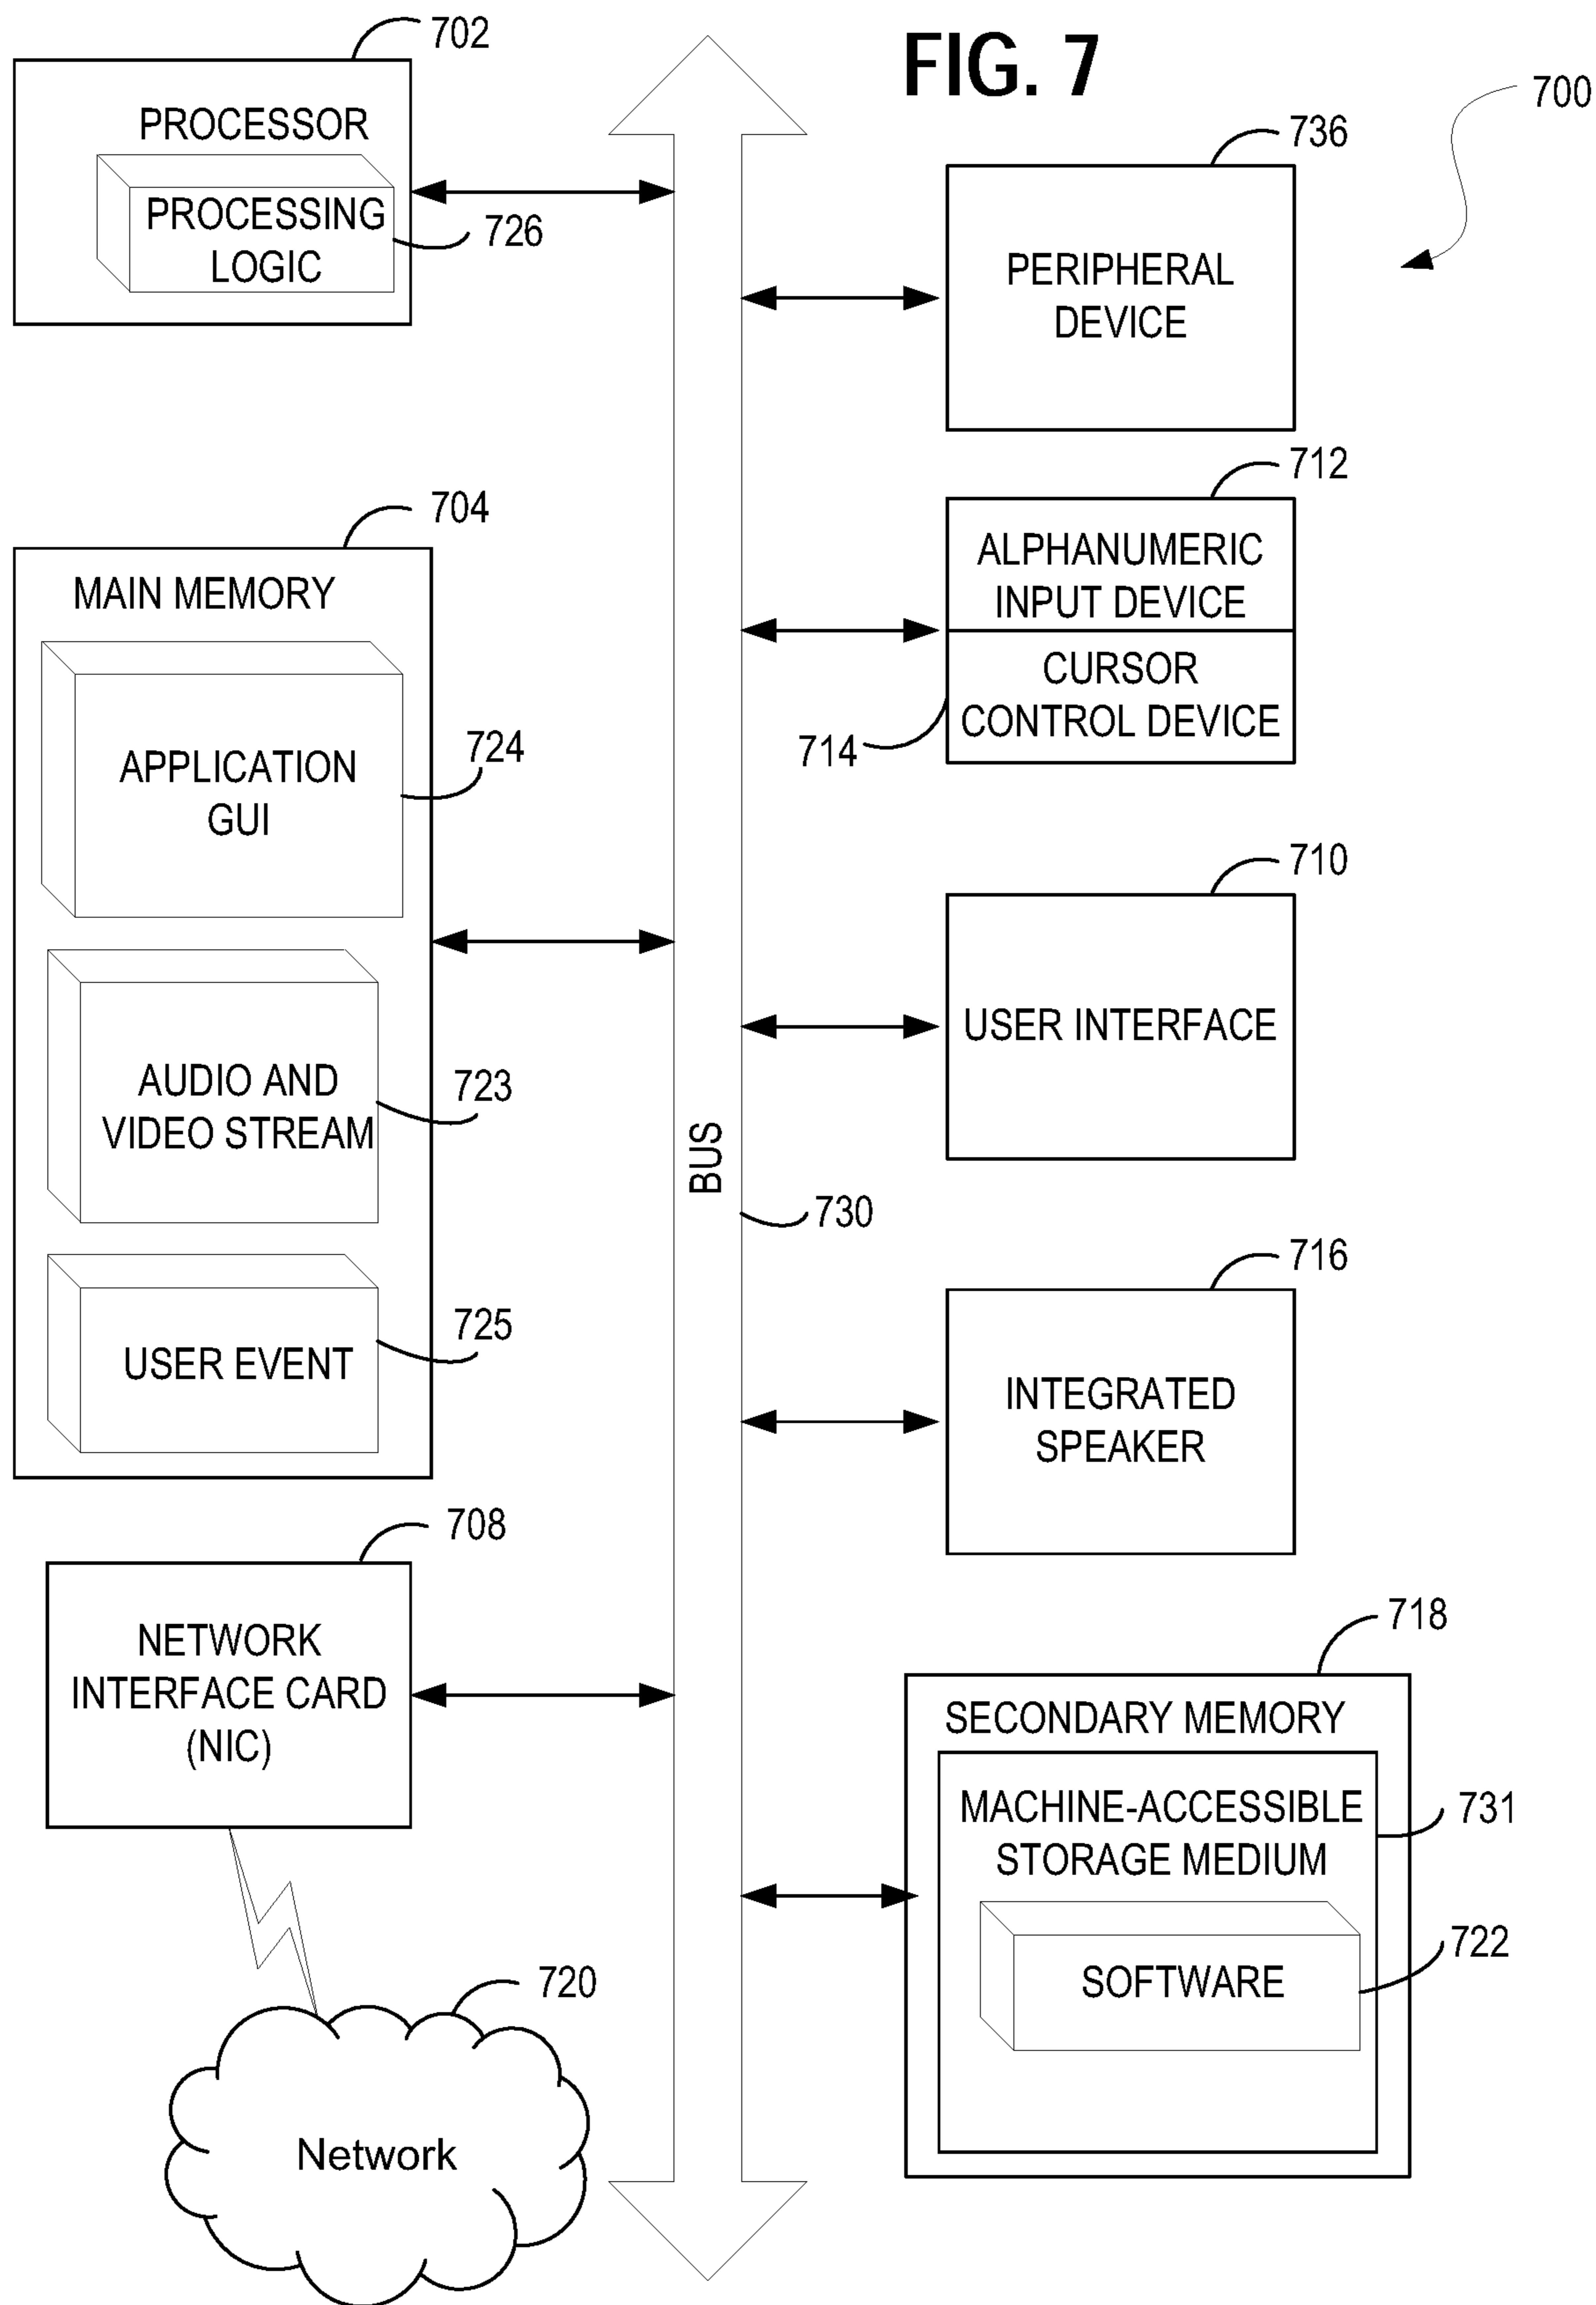 FIG. 7
700
702
PROCESSOR
PROCESSING
LOGIC
726
704
MAIN MEMORY
APPLICATION
GUI
724
AUDIO AND
VIDEO STREAM
723
USER EVENT
725
708
NETWORK
INTERFACE CARD
(NIC)
720
Network
BUS
730
736
PERIPHERAL
DEVICE
712
ALPHANUMERIC
INPUT DEVICE
CURSOR
CONTROL DEVICE
714
710
USER INTERFACE
716
INTEGRATED
SPEAKER
718
SECONDARY MEMORY
MACHINE-ACCESSIBLE
STORAGE MEDIUM
731
SOFTWARE
722